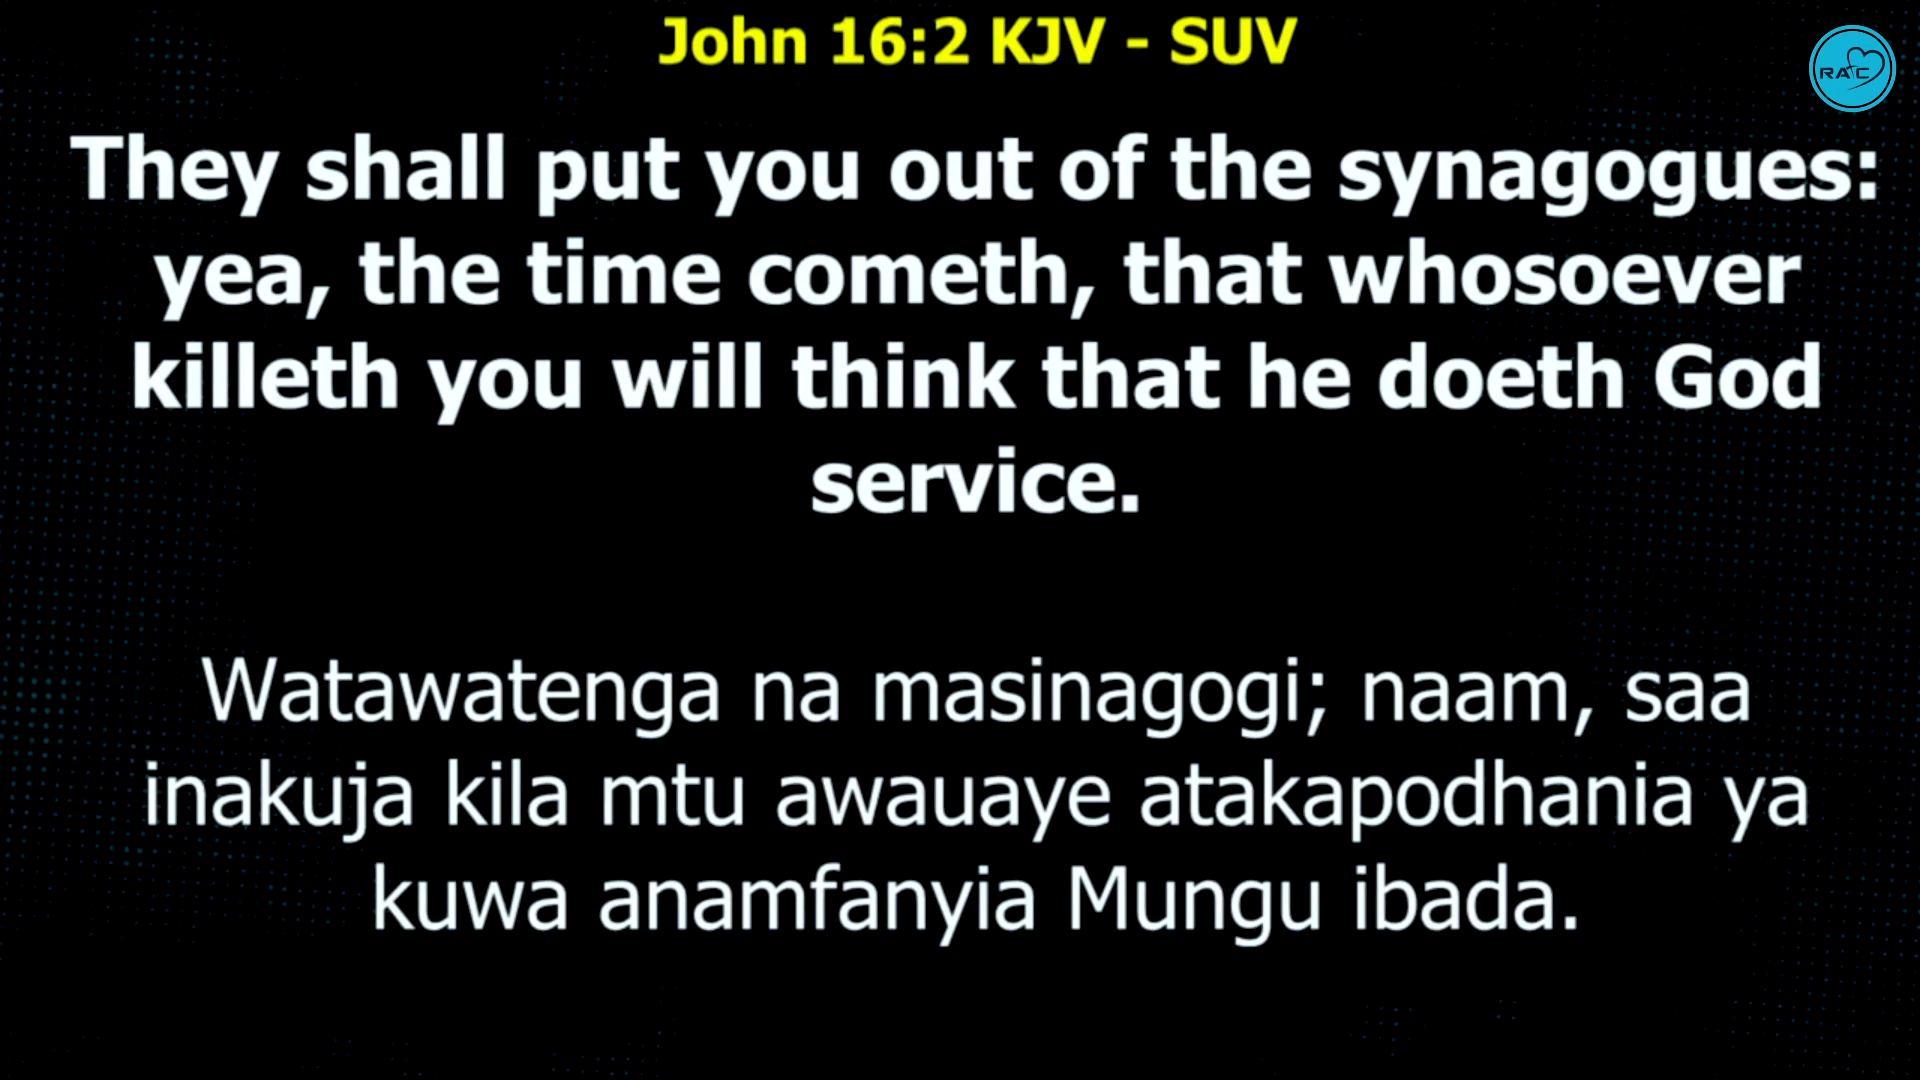 John 16:2 KJV - SUV
RATC
They shall put you out of the synagogues:
yea, the time cometh, that whosoever
killeth you will think that he doeth God
service.
Watawatenga na masinagogi; naam, saa
inakuja kila mtu awauaye atakapodhania ya
kuwa anamfanyia Mungu ibada.